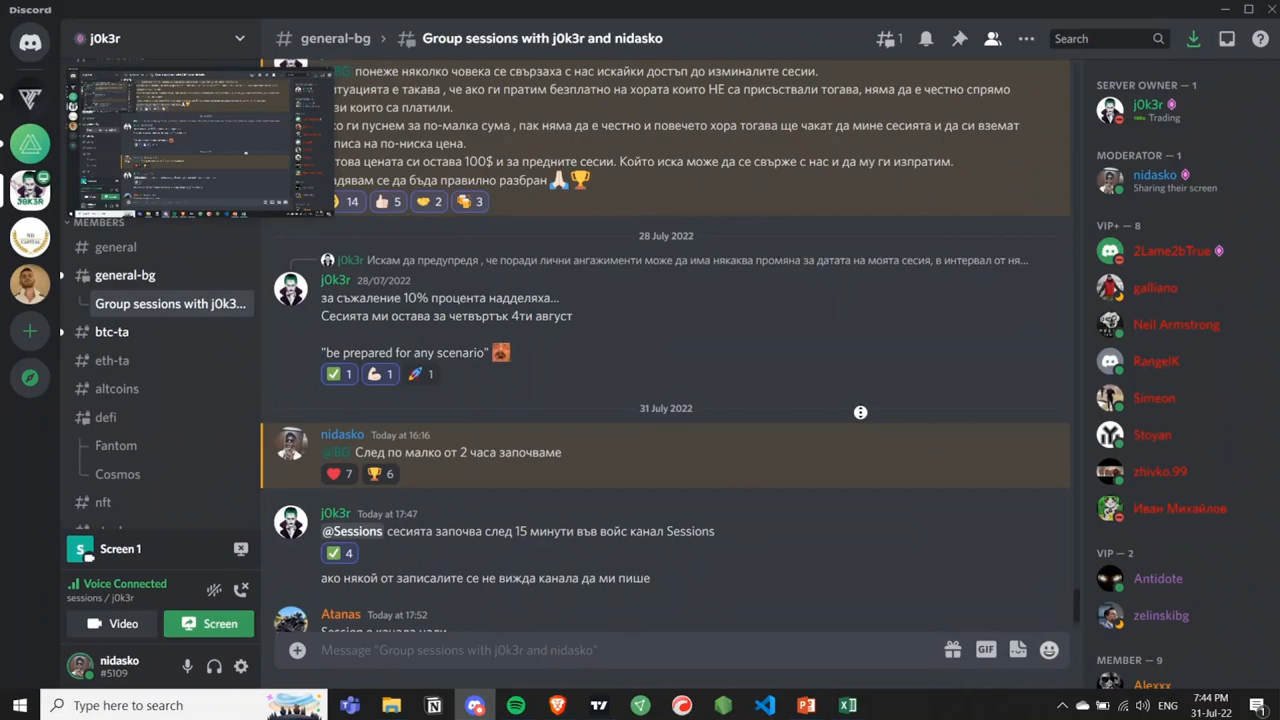 Discord
j0k3r
general-bg
Group sessions with j0k3r and nidasko
1
Search
понеже няколко човека се свързаха с нас искайки достъп до изминалите сесии.
туацията е такава , че ако ги пратим безплатно на хората които НЕ са присъствали тогава, няма да е честно спрямо
зи които са платили.
ко ги пуснем за по-малка сума, пак няма да е честно и повечето хора тогава ще чакат да мине сесията и да си вземат
писа на по-ниска цена.
това цената си остава 100$ и за предните сесии. Който иска може да се свърже с нас и да му ги изпратим.
дявам се да бъда правилно разбран 🙏🏻🏆
14 5 2 3
28 July 2022
j0k3r Искам да предупредя , че поради лични ангажименти може да има някаква промяна за датата на моята сесия, в интервал от ня...
j0k3r 28/07/2022
за съжаление 10% процента надделяха...
Сесията ми остава за четвъртък 4ти август
"be prepared for any scenario"
1 1 1
31 July 2022
nidasko Today at 16:16
@BG След по малко от 2 часа започваме
7 6
j0k3r Today at 17:47
@Sessions сесията започва след 15 минути във войс канал Sessions
4
ако някой от записалите се не вижда канала да ми пише
Atanas Today at 17:52
Message "Group sessions with j0k3r and nidasko"
GIF
MEMBERS
general
general-bg
Group sessions with j0k3...
btc-ta
eth-ta
altcoins
defi
Fantom
Cosmos
nft
S
Screen 1
Voice Connected
sessions / j0k3r
Video
Screen
nidasko
#5109
SERVER OWNER — 1
j0k3r
Trading
MODERATOR — 1
nidasko
Sharing their screen
VIP+ — 8
2Lame2bTrue
galliano
Neil Armstrong
RangelK
Simeon
Stoyan
zhivko.99
Иван Михайлов
VIP — 2
Antidote
zelinskibg
MEMBER — 9
Alexxx
Type here to search
7:44 PM
31-Jul-22